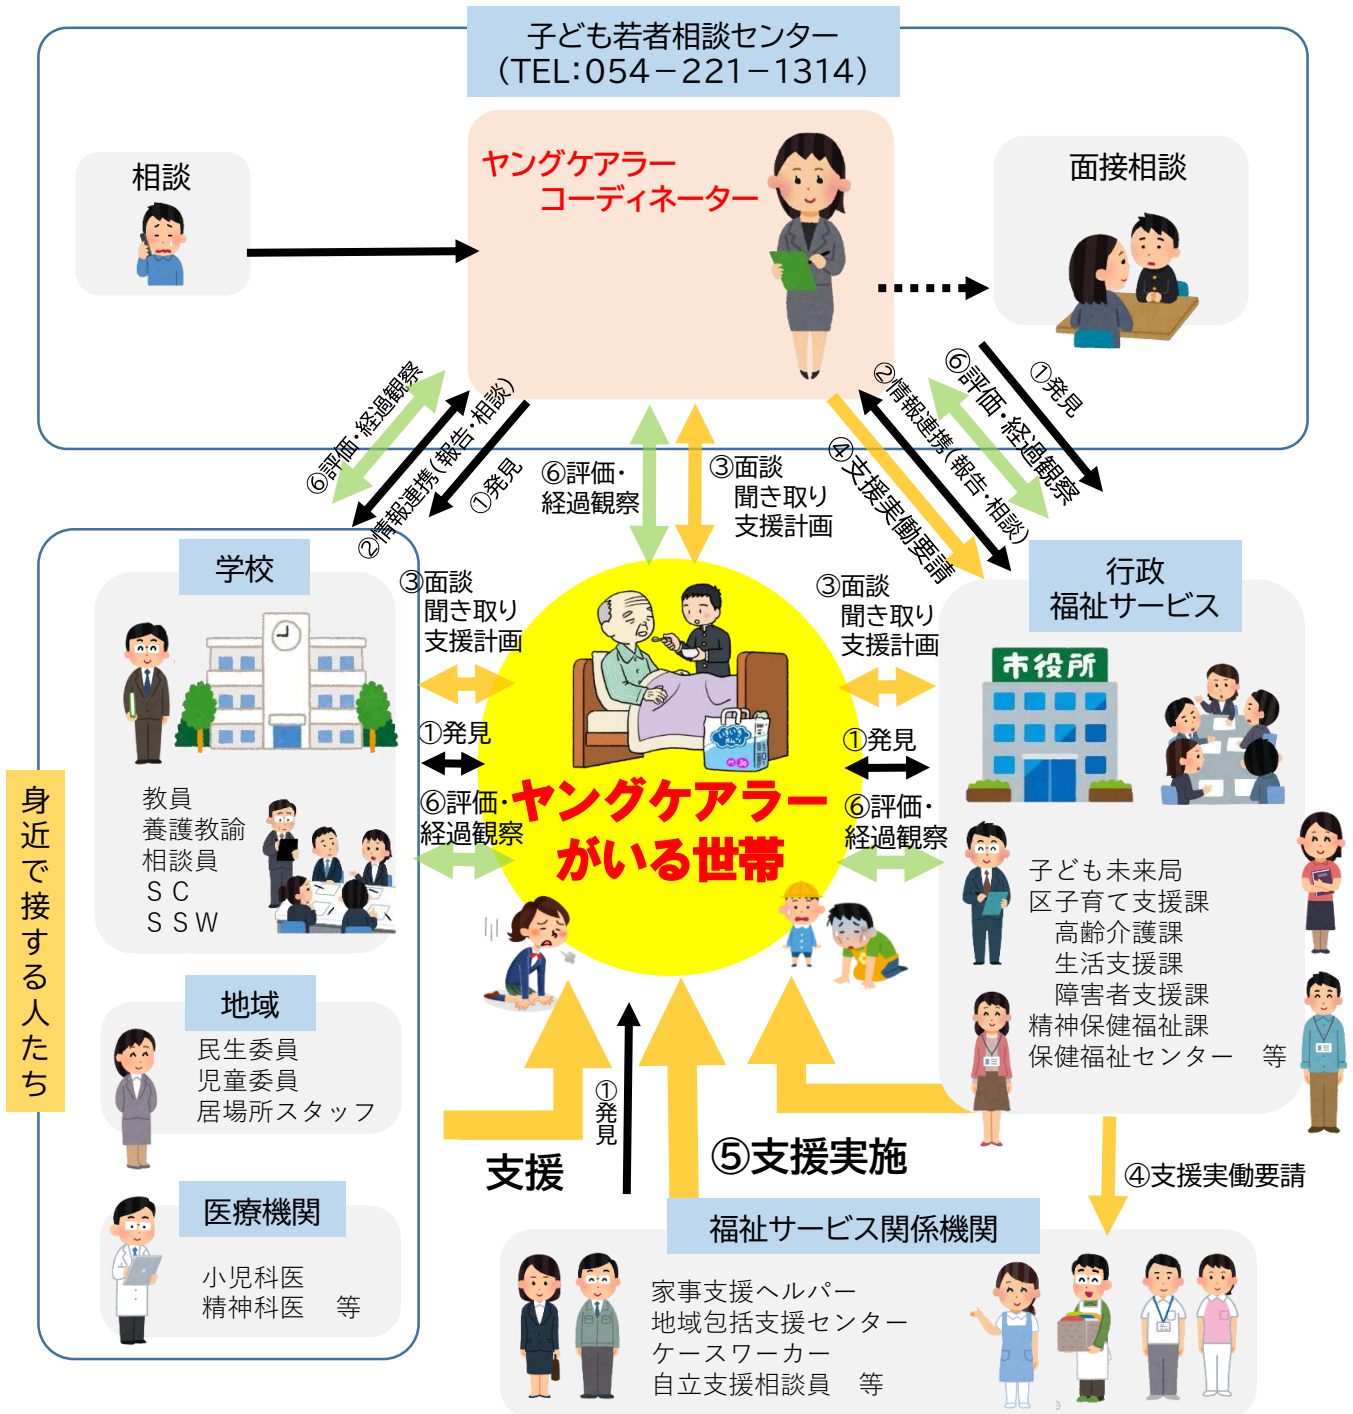 子ども若者相談センター
（TEL：054－221－1314）
相談
ヤングケアラー
コーディネーター
面接相談
⑥評価・経過観察
②情報連携（報告・相談）
①発見
⑥評価・
経過観察
③面談
聞き取り
支援計画
④支援実働要請
②情報連携（報告・相談）
⑥評価・経過観察
①発見
学校
③面談
聞き取り
支援計画
①発見
⑥評価・
経過観察
教員
養護教諭
相談員
ＳＣ
ＳＳＷ
身近で接する人たち
地域
民生委員
児童委員
居場所スタッフ
医療機関
小児科医
精神科医　等
ヤングケアラー
がいる世帯
③面談
聞き取り
支援計画
①発見
⑥評価・
経過観察
行政
福祉サービス
市役所
子ども未来局
区子育て支援課
高齢介護課
生活支援課
障害者支援課
精神保健福祉課
保健福祉センター　等
支援
①発見
⑤支援実施
④支援実働要請
福祉サービス関係機関
家事支援ヘルパー
地域包括支援センター
ケースワーカー
自立支援相談員　等